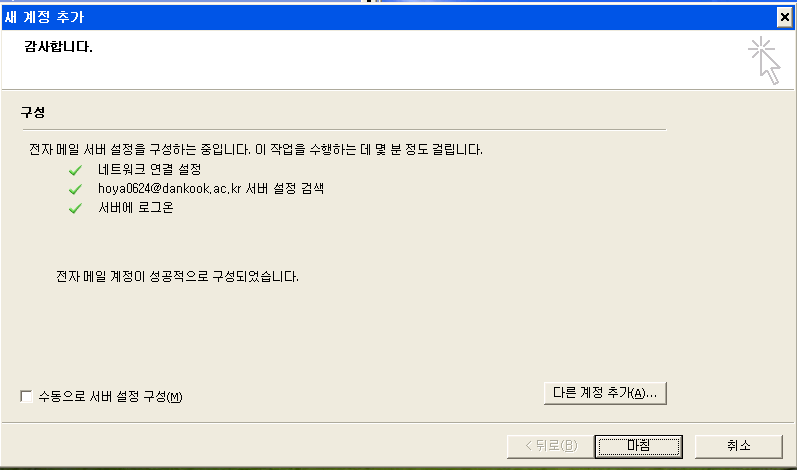 새 계정 추가
감사합니다.
구성
전자 메일 서버 설정을 구성하는 중입니다. 이 작업을 수행하는 데 몇 분 정도 걸립니다.
네트워크 연결 설정
hoya0624@dankook.ac.kr 서버 설정 검색
서버에 로그온
전자 메일 계정이 성공적으로 구성되었습니다.
수동으로 서버 설정 구성(M)
다른 계정 추가(A)...
< 뒤로(B)
마침
취소